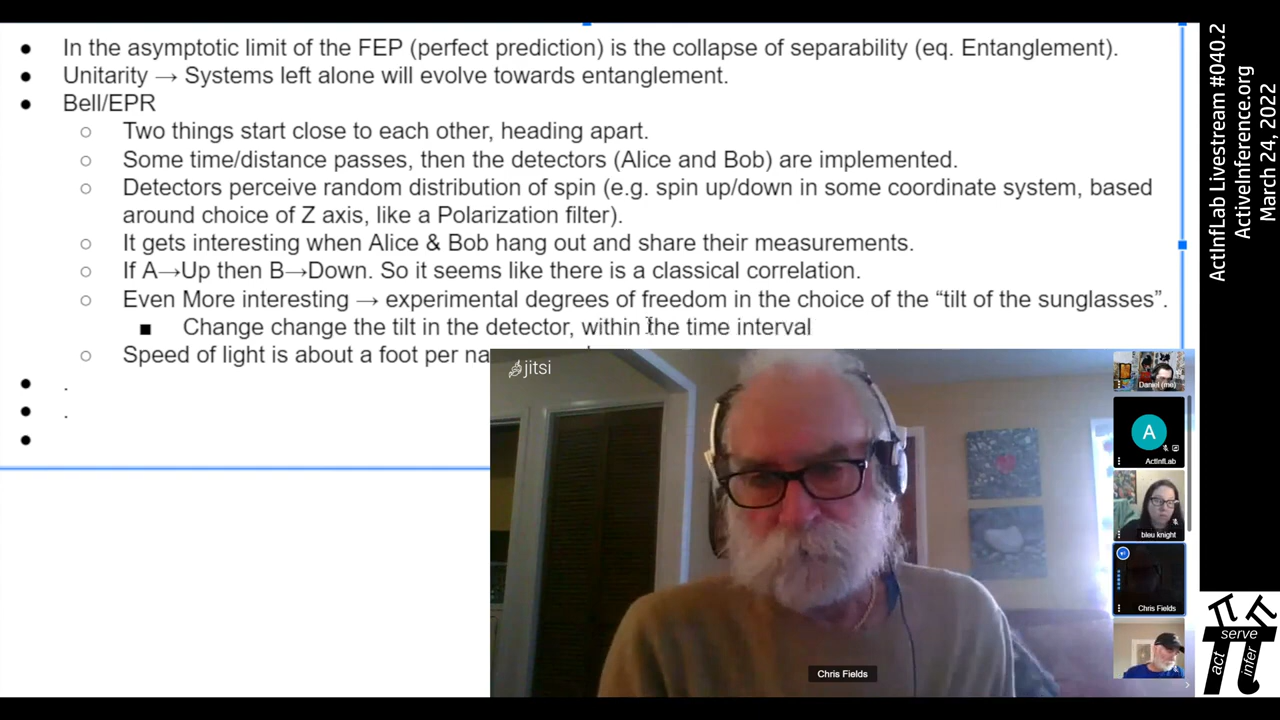 In the asymptotic limit of the FEP (perfect prediction) is the collapse of separability (eq. Entanglement).
Unitarity → Systems left alone will evolve towards entanglement.
Bell/EPR
Two things start close to each other, heading apart.
Some time/distance passes, then the detectors (Alice and Bob) are implemented.
Detectors perceive random distribution of spin (e.g. spin up/down in some coordinate system, based
around choice of Z axis, like a Polarization filter).
It gets interesting when Alice & Bob hang out and share their measurements.
If A→Up then B→Down. So it seems like there is a classical correlation.
Even More interesting → experimental degrees of freedom in the choice of the “tilt of the sunglasses”.
Change change the tilt in the detector, within the time interval
Speed of light is about a foot per
.
.
jitsi
Daniel (me)
A
ActInfLab
bleu knight
Chris Fields
Chris Fields
ActInfLab Livestream #040.2
ActiveInference.org
March 24, 2022
act
serve
infer